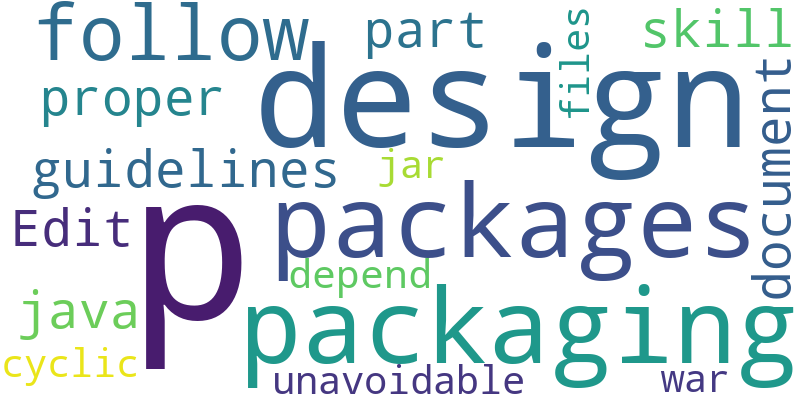 follow
part
files
skill
design
proper
document
guidelines
jar
Edit
p
packages
depend
java
packaging
cyclic
unavoidable
war